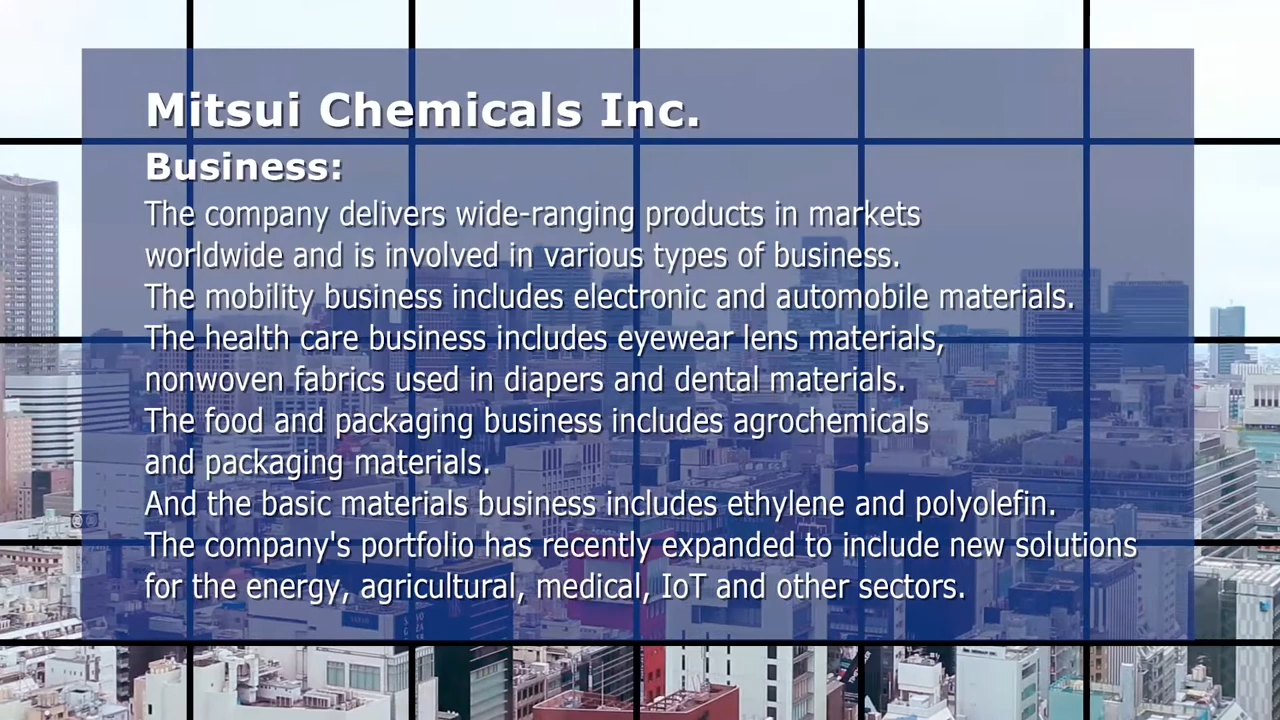 Mitsui Chemicals Inc.
Business:
The company delivers wide-ranging products in markets
worldwide and is involved in various types of business.
The mobility business includes electronic and automobile materials.
The health care business includes eyewear lens materials,
nonwoven fabrics used in diapers and dental materials.
The food and packaging business includes agrochemicals
and packaging materials.
And the basic materials business includes ethylene and polyolefin.
The company's portfolio has recently expanded to include new solutions
for the energy, agricultural, medical, IoT and other sectors.